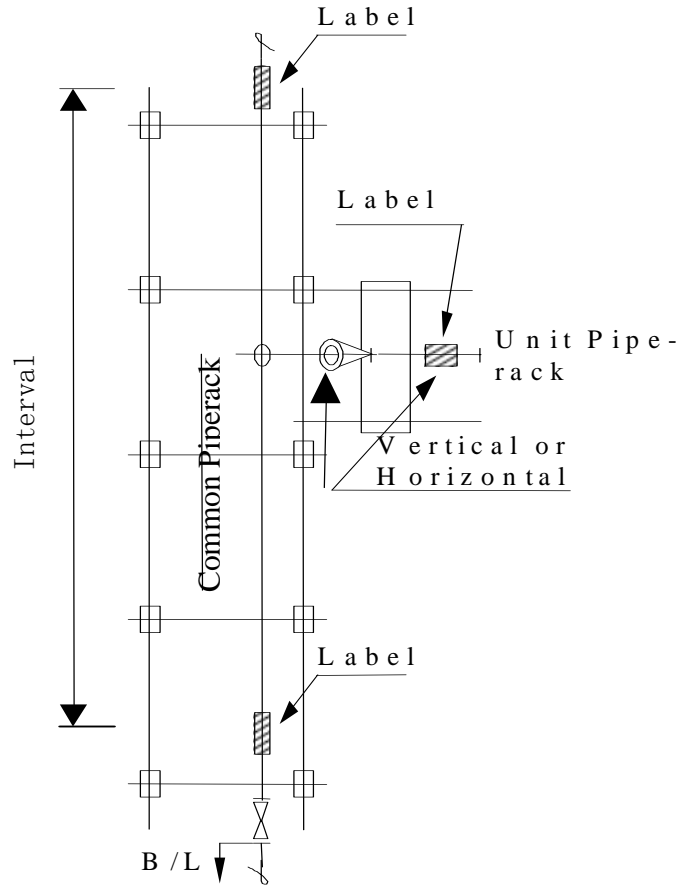 Label
Label
Unit Pipe-
rack
Interval
Common Piperack
Vertical or
Horizontal
Label
B/L